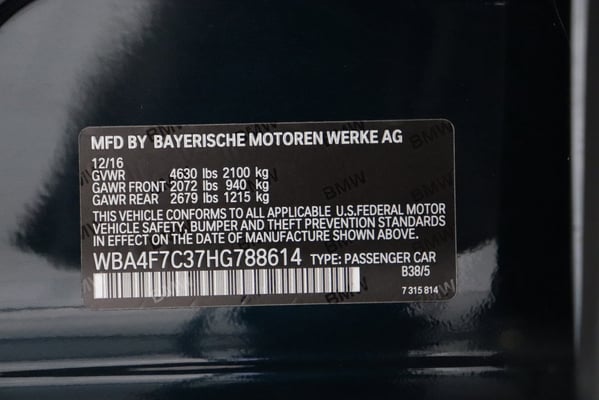 MFD BY BAYERISCHE MOTOREN WERKE AG
12/16
GVWR 4630 lbs 2100 kg
GAWR FRONT 2072 lbs 940 kg
GAWR REAR 2679 lbs 1215 kg
THIS VEHICLE CONFORMS TO ALL APPLICABLE U.S.FEDERAL MOTOR
VEHICLE SAFETY, BUMPER AND THEFT PREVENTION STANDARDS
IN EFFECT ON THE DATE OF MANUFACTURE SHOWN ABOVE.
WBA4F7C37HG788614 TYPE: PASSENGER CAR
B38/5
7 315 814